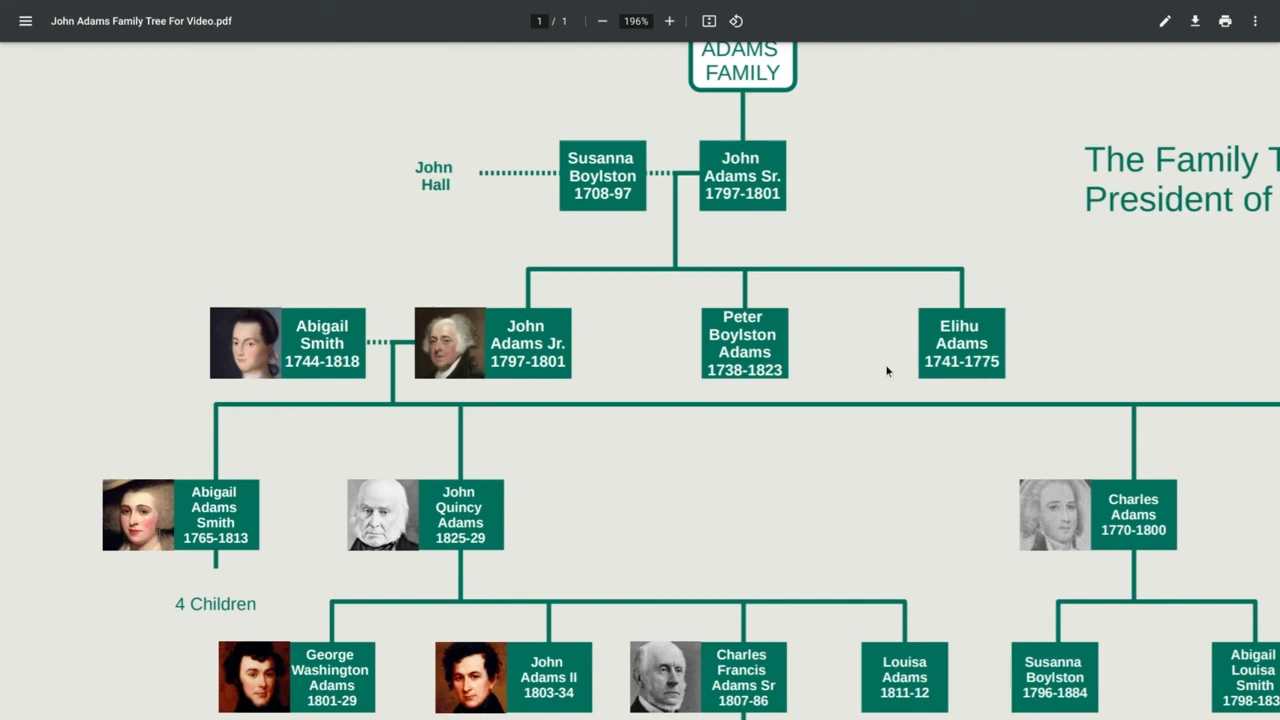 John Adams Family Tree For Video.pdf
1 / 1
196%
ADAMS
FAMILY
John
Hall
Susanna
Boylston
1708-97
John
Adams Sr.
1797-1801
The Family T
President of
Abigail
Smith
1744-1818
John
Adams Jr.
1797-1801
Peter
Boylston
Adams
1738-1823
Elihu
Adams
1741-1775
Abigail
Adams
Smith
1765-1813
John
Quincy
Adams
1825-29
Charles
Adams
1770-1800
4 Children
George
Washington
Adams
1801-29
John
Adams II
1803-34
Charles
Francis
Adams Sr
1807-86
Louisa
Adams
1811-12
Susanna
Boylston
1796-1884
Abigail
Louisa
Smith
1798-183